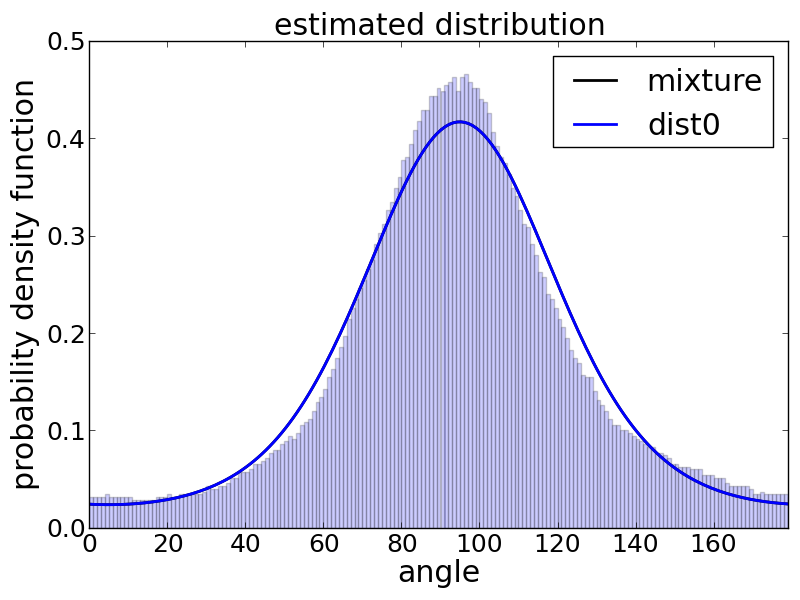 estimated distribution
mixture
dist0
probability density function
0.5
0.4
0.3
0.2
0.1
0.0
0 20 40 60 80 100 120 140 160
angle